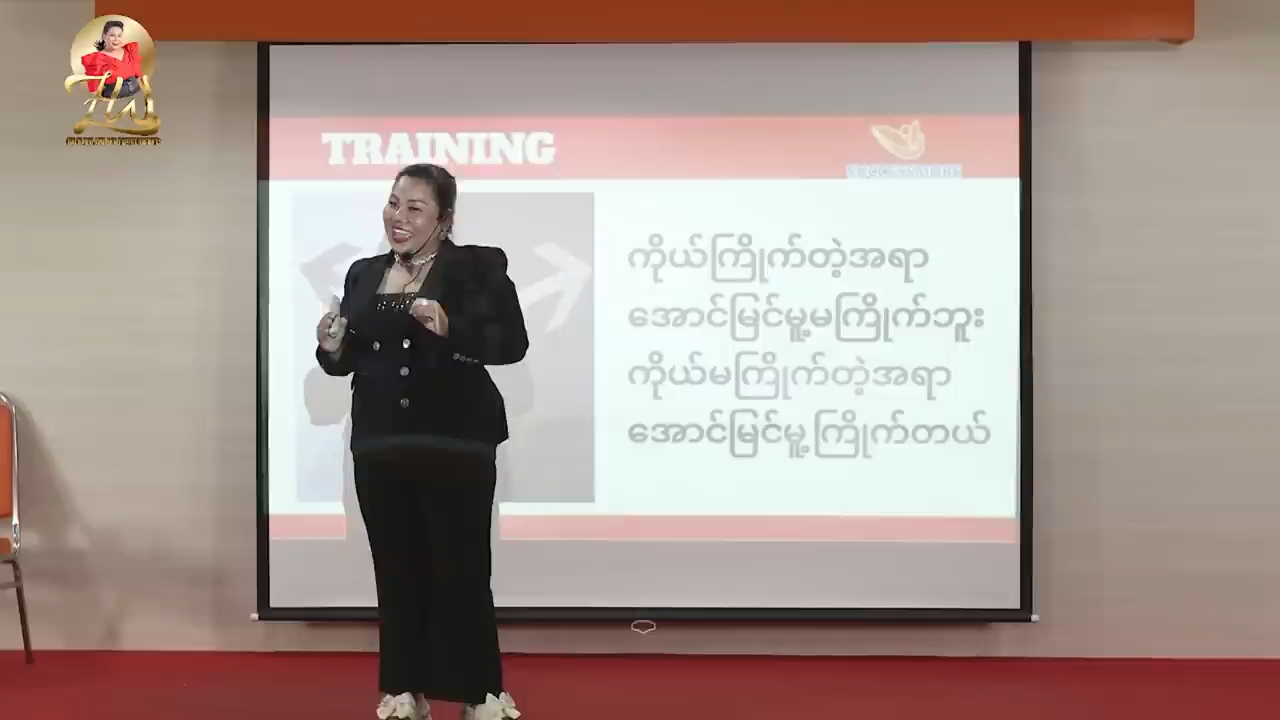 TRAINING
ကိုယ်ကြိုက်တဲ့အရာ
အောင်မြင်မှု့မကြိုက်ဘူး
ကိုယ်မကြိုက်တဲ့အရာ
အောင်မြင်မှု့ကြိုက်တယ်